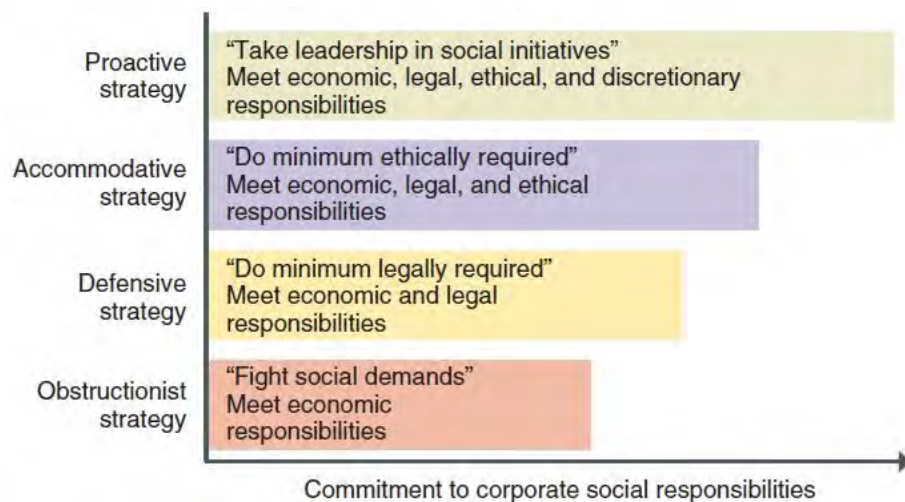 Proactive
strategy
“Take leadership in social initiatives”
Meet economic, legal, ethical, and discretionary
responsibilities
Accommodative
strategy
“Do minimum ethically required”
Meet economic, legal, and ethical
responsibilities
Defensive
strategy
“Do minimum legally required”
Meet economic and legal
responsibilities
Obstructionist
strategy
“Fight social demands”
Meet economic
responsibilities
Commitment to corporate social responsibilities